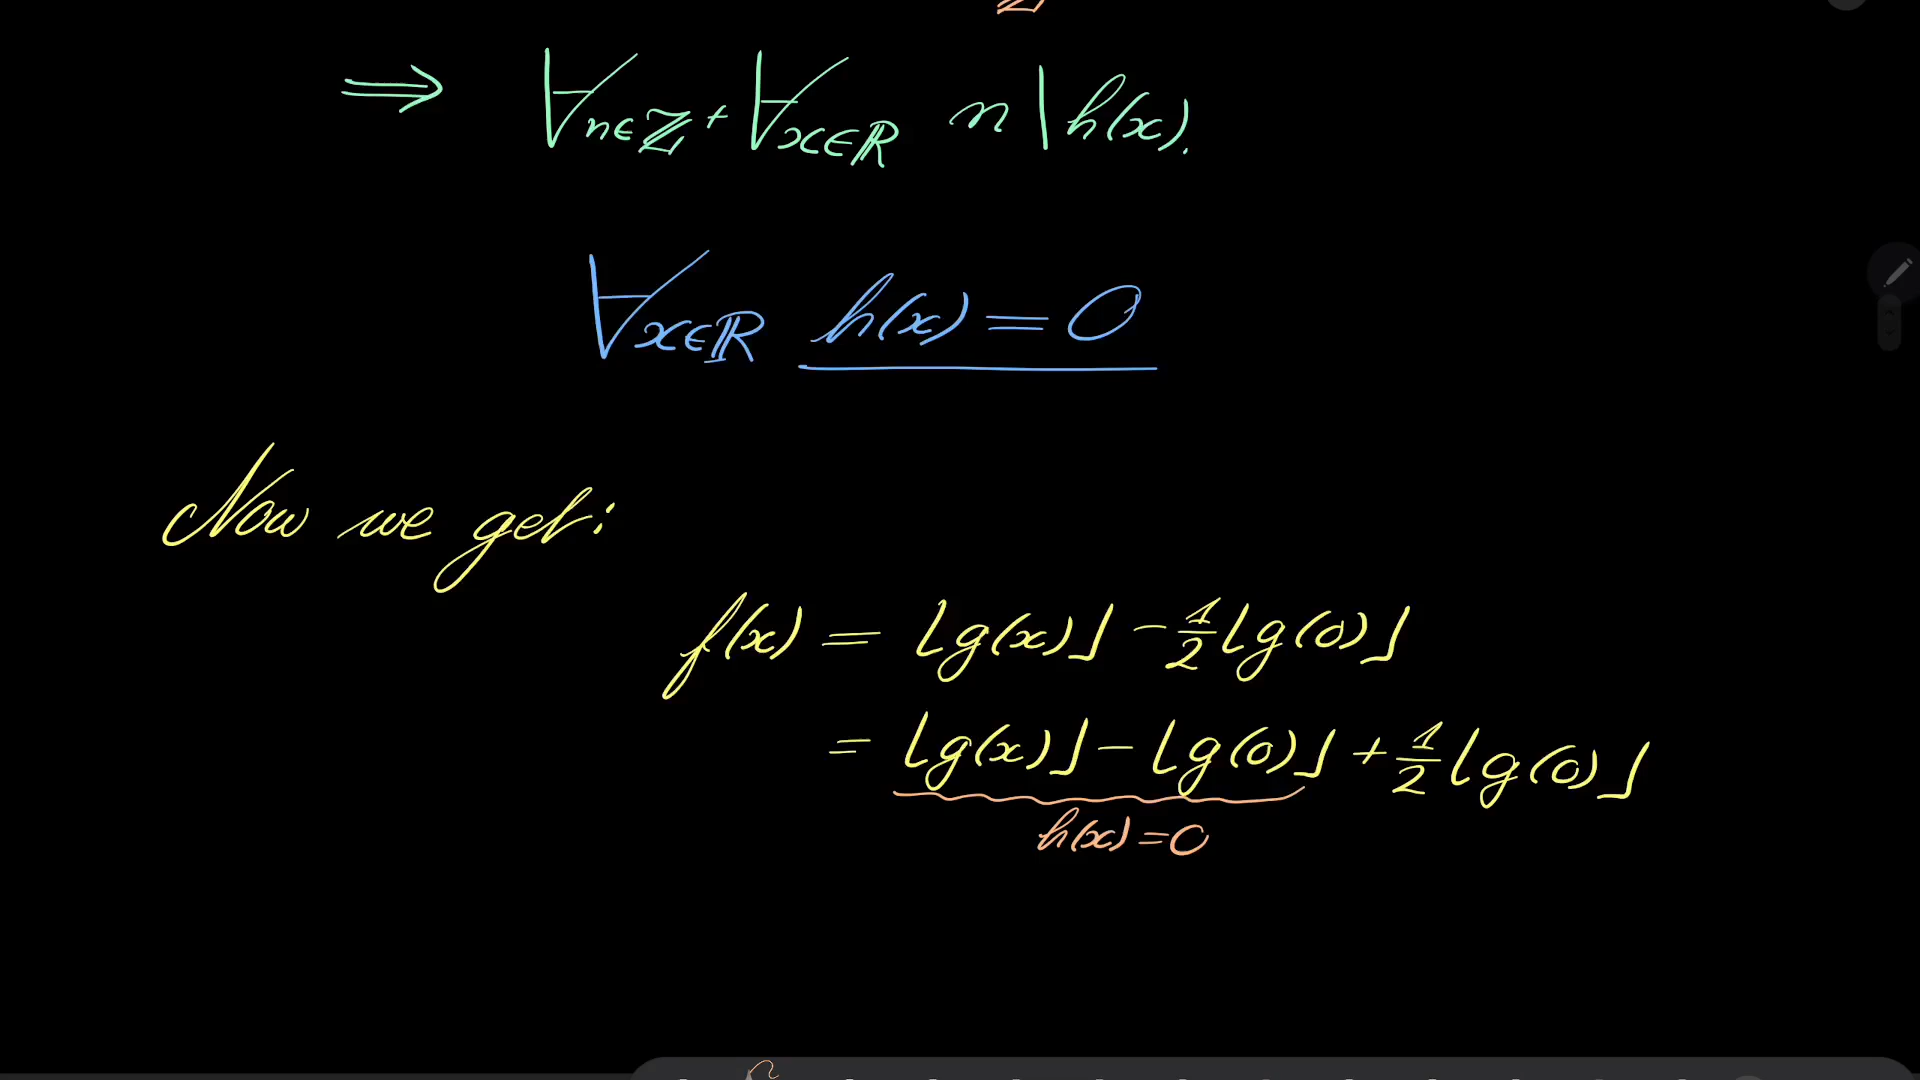 ⟹ ∀n∈ℤ⁺ ∀x∈ℝ n | h(x).
∀x∈ℝ h(x) = 0
Now we get:
f(x) = ⌊g(x)⌋ - 1/2 ⌊g(0)⌋
= ⌊g(x)⌋ - ⌊g(0)⌋ + 1/2 ⌊g(0)⌋
h(x) = 0